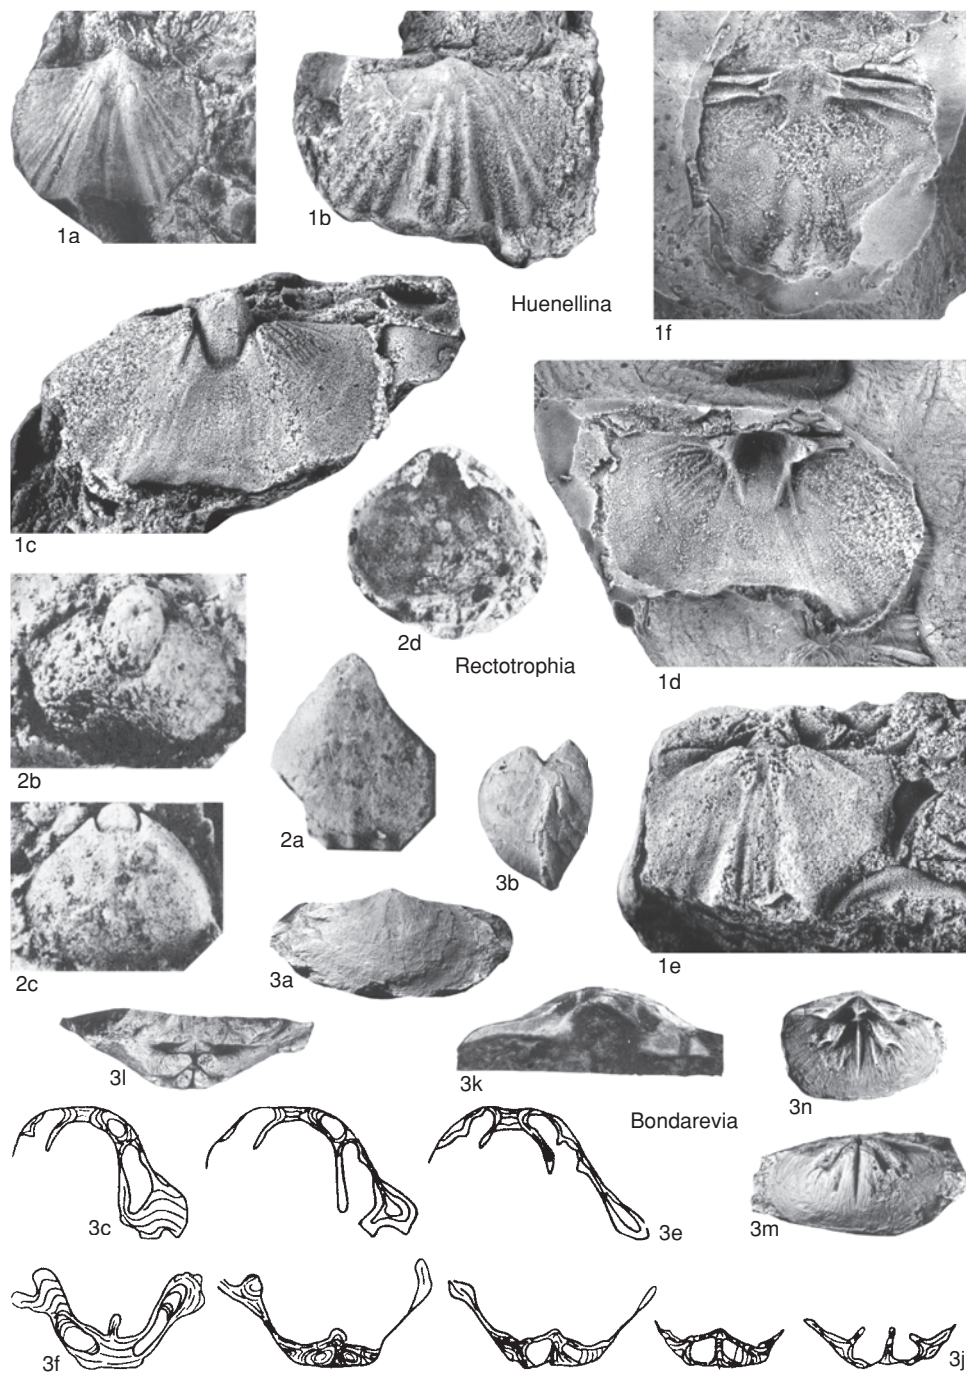 1a
1b
Huenellina
1f
1c
2d
Rectotrophia
1d
2b
2a
3b
2c
3a
1e
3l
3k
3n
Bondarevia
3c
3e
3m
3f
3j